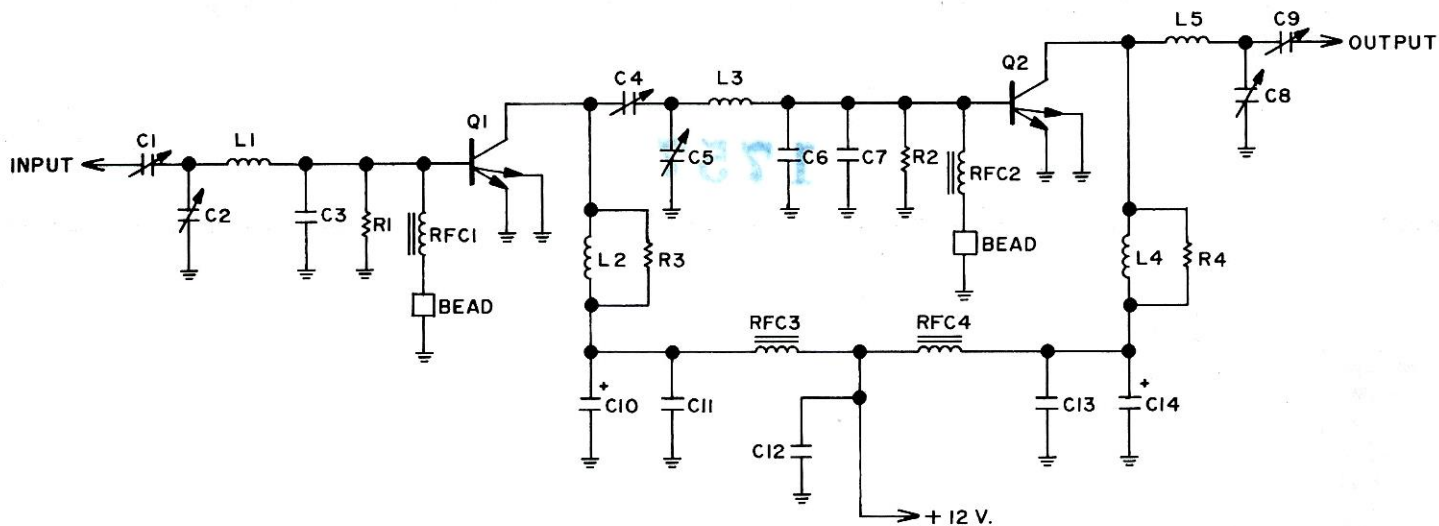 L5
C9
OUTPUT
Q2
C8
C4
L3
Q1
C5
C6
C7
R2
RFC2
BEAD
C1
L1
INPUT
C2
C3
R1
RFC1
BEAD
L2
R3
L4
R4
RFC3
RFC4
+
C10
C11
C12
C13
+
C14
+ 12 V.